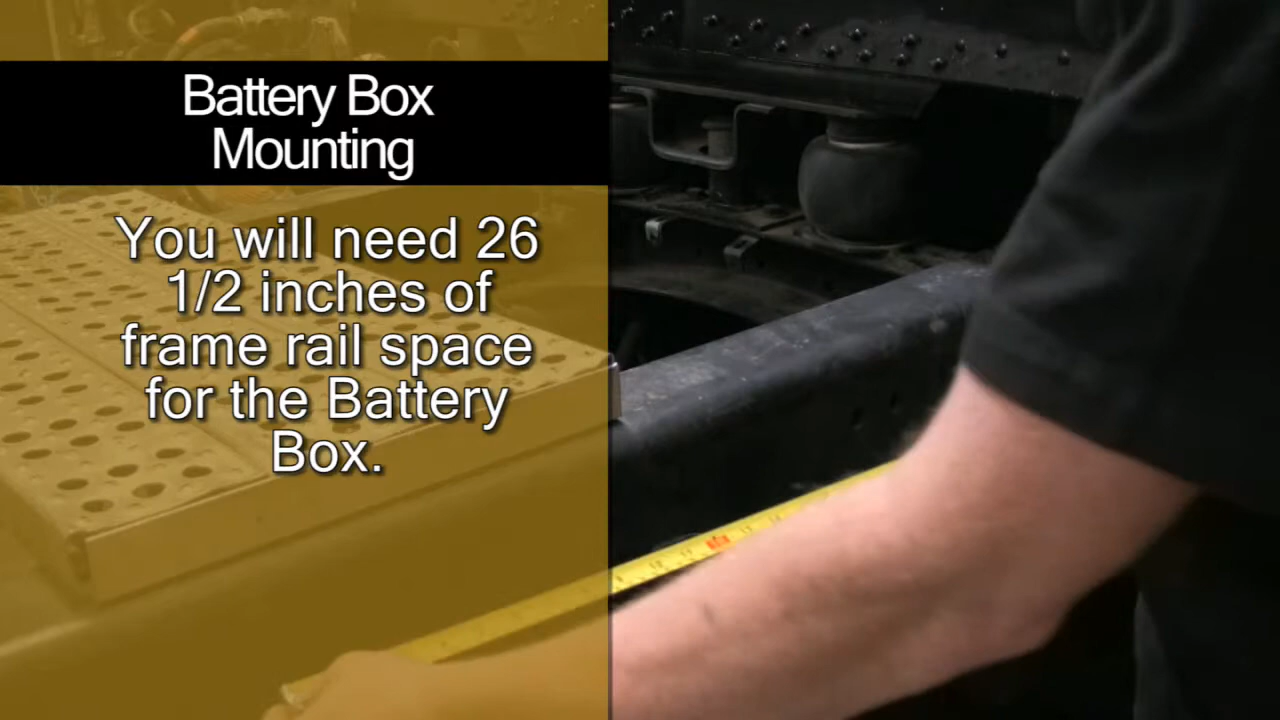 Battery Box
Mounting
You will need 26
1/2 inches of
frame rail space
for the Battery
Box.